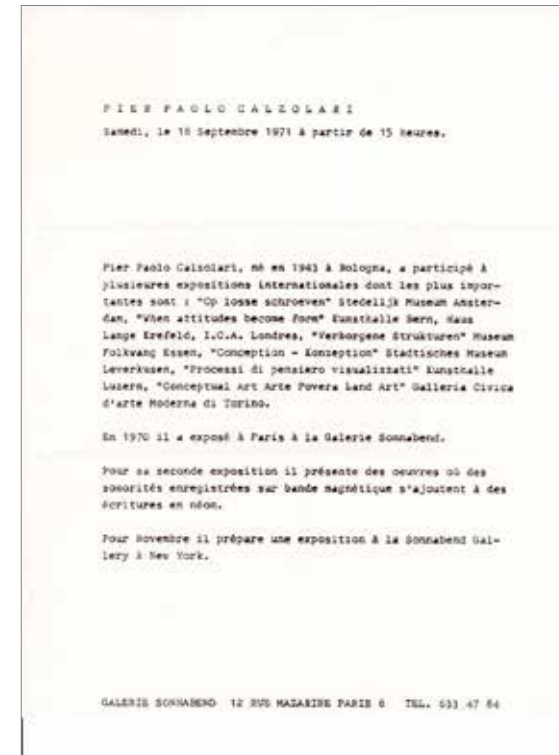 PIER PAOLO CALZOLARI
Samedi, le 18 Septembre 1971 à partir de 15 heures.
Pier Paolo Calzolari, né en 1943 à Bologna, a participé à
plusieures expositions internationales dont les plus impor-
tantes sont : "Op losse schroeven" Stedelijk Museum Amster-
dam, "When attitudes become Form" Kunsthalle Bern, Haus
Lange Krefeld, I.C.A. Londres, "Verborgene Strukturen" Museum
Folkwang Essen, "Conception - Konzeption" Stadtisches Museum
Leverkusen, "Processi di pensiero visualizzati" Kunsthalle
Luzern, "Conceptual Art Arte Povera Land Art" Galleria Civica
d'arte Moderna di Torino.
En 1970 il a exposé à Paris à la Galerie Sonnabend.
Pour sa seconde exposition il présente des oeuvres où des
sonorités enregistrées sur bande magnétique s'ajoutent à des
écritures en néon.
Pour Novembre il prépare une exposition à la Sonnabend Gal-
lery à New York.
GALERIE SONNABEND 12 RUE MAZARINE PARIS 6 TEL. 033 47 84